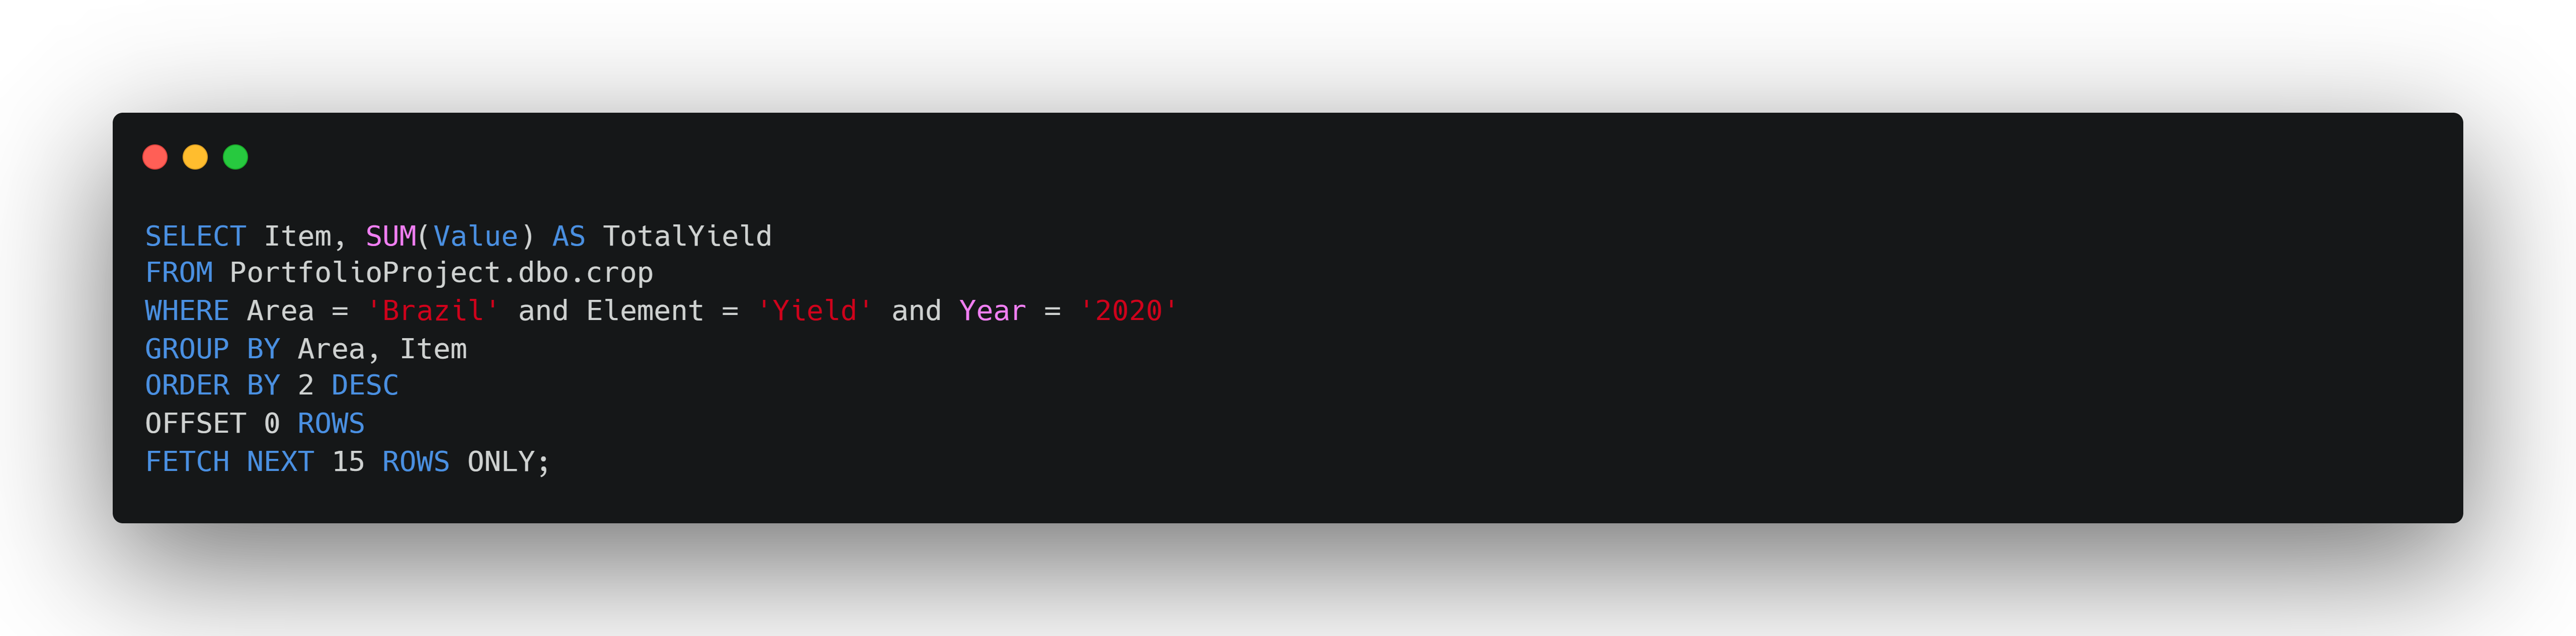 SELECT Item, SUM(Value) AS TotalYield
FROM PortfolioProject.dbo.crop
WHERE Area = 'Brazil' and Element = 'Yield' and Year = '2020'
GROUP BY Area, Item
ORDER BY 2 DESC
OFFSET 0 ROWS
FETCH NEXT 15 ROWS ONLY;